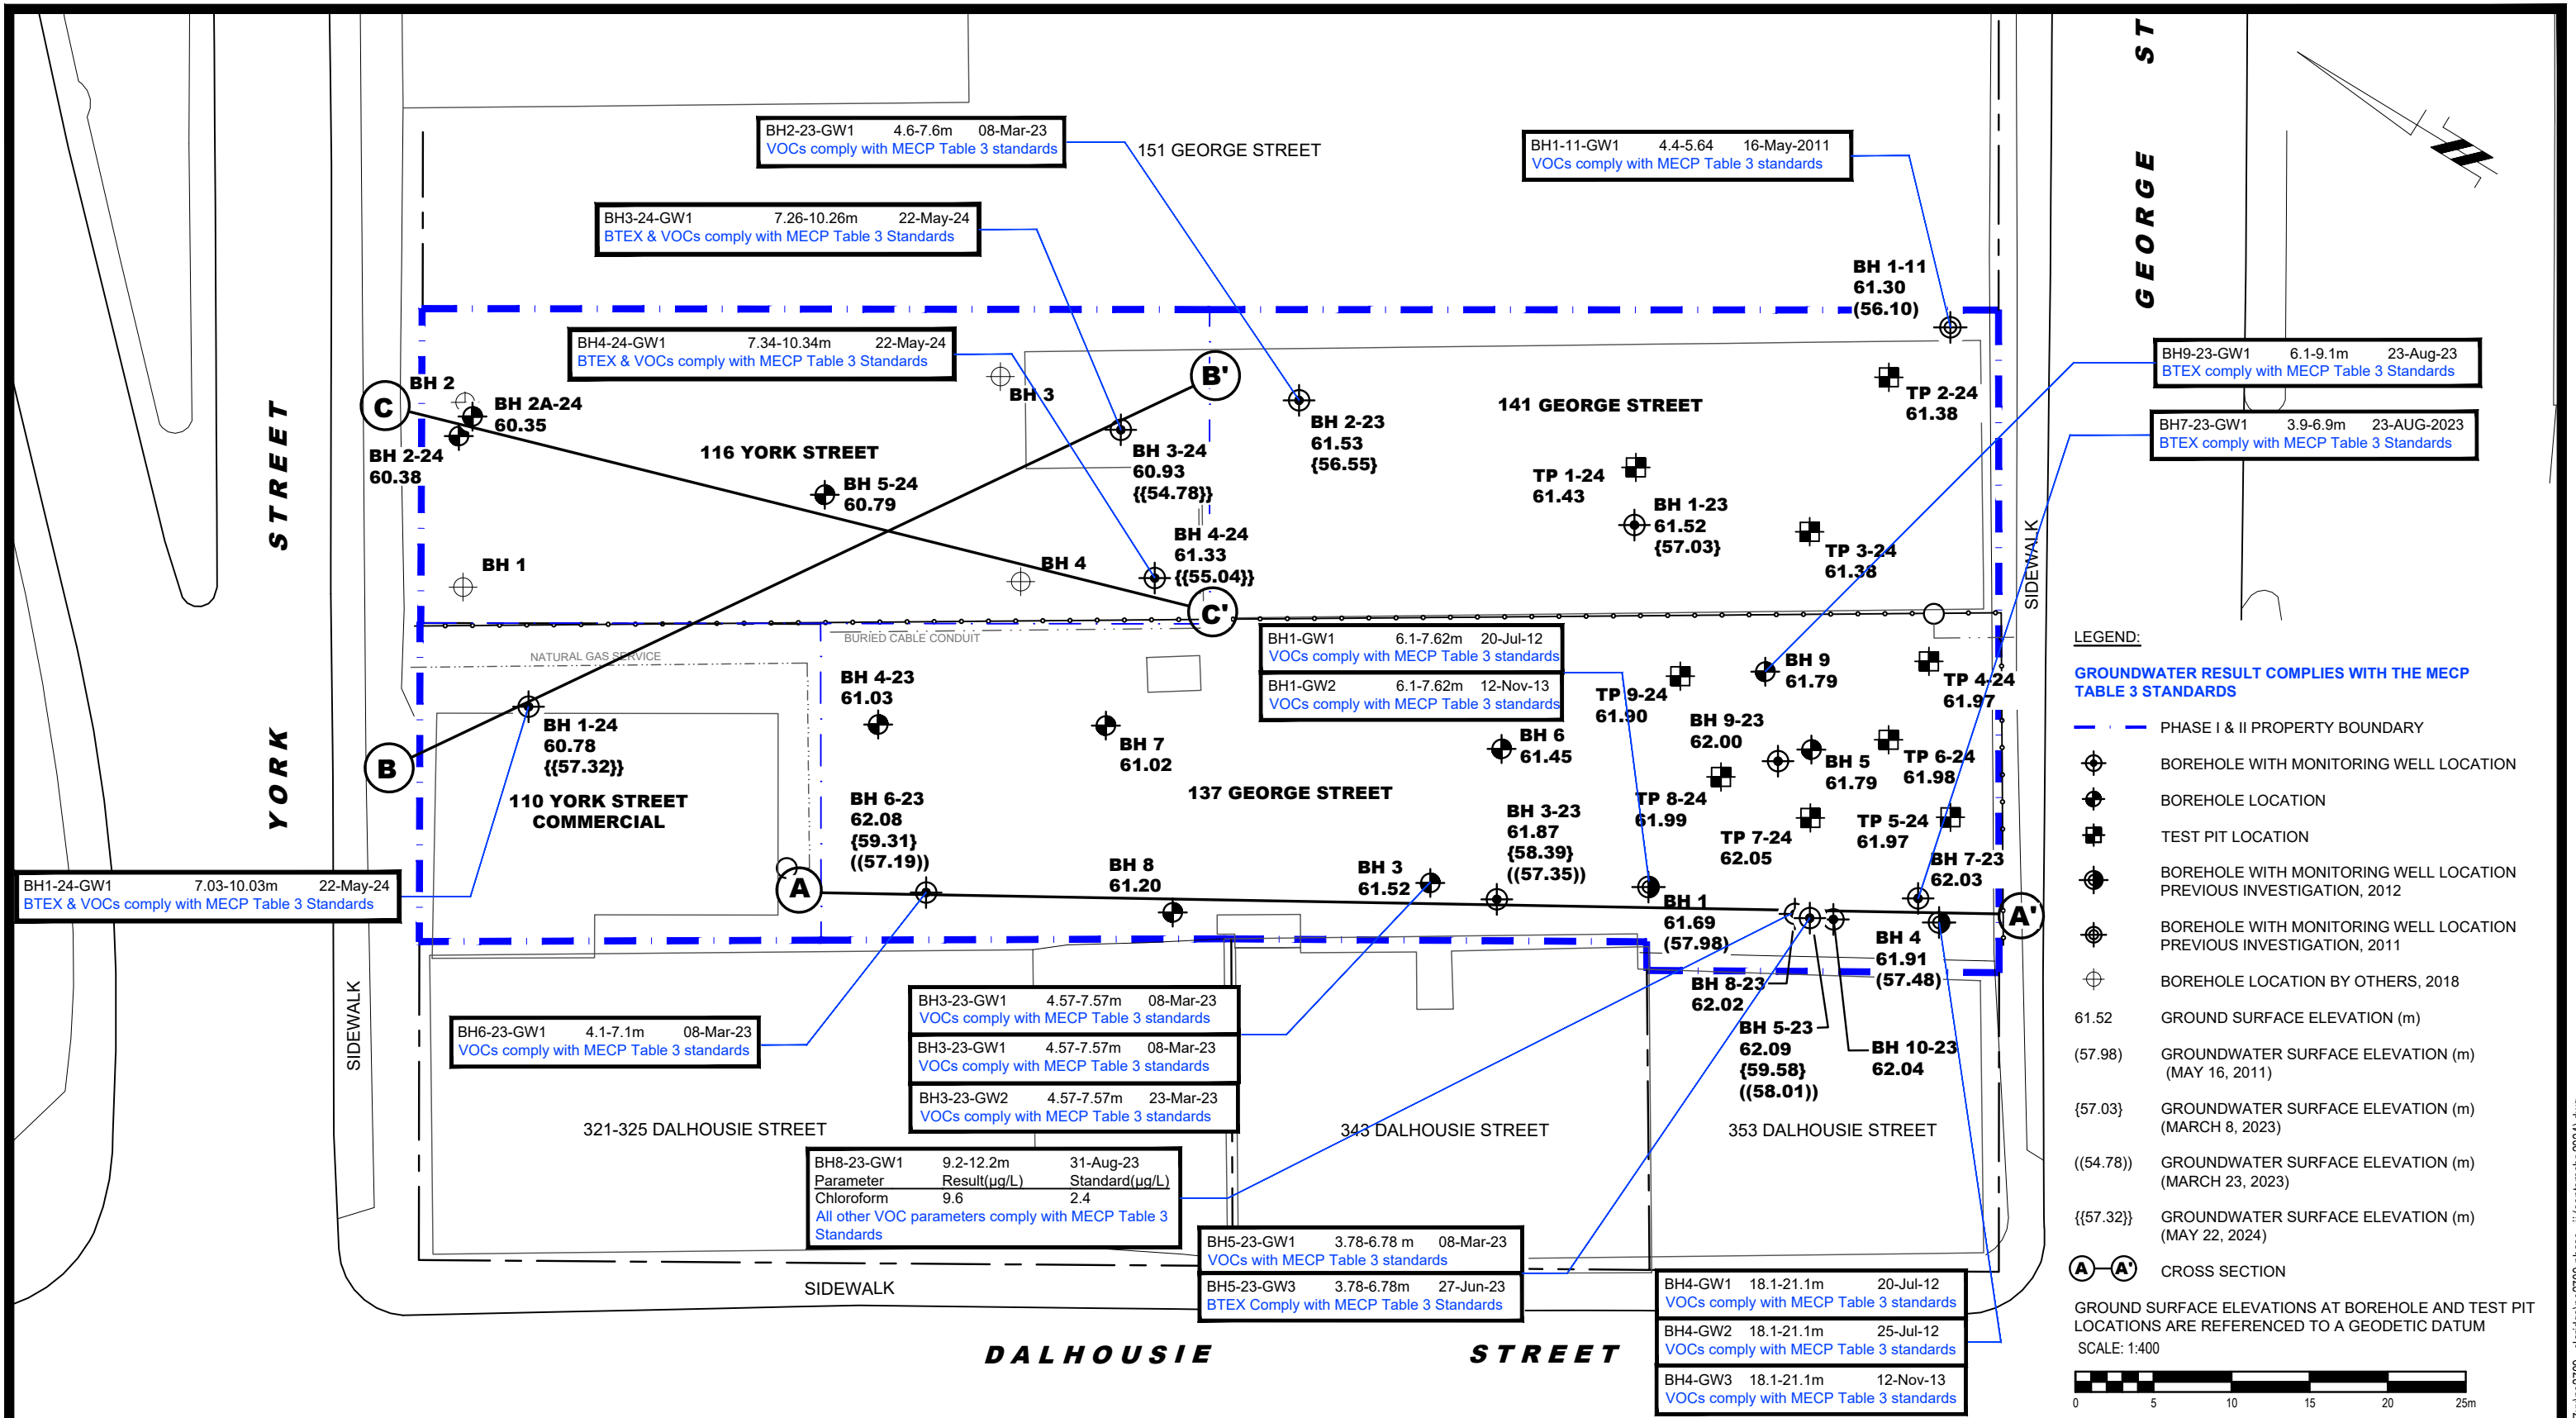 GEORGE ST
GEORGE ST
YORK STREET
BH2-23-GW1 4.6-7.6m 08-Mar-23
VOCs comply with MECP Table 3 standards
151 GEORGE STREET
BH1-11-GW1 4.4-5.64 16-May-2011
VOCs comply with MECP Table 3 standards
BH3-24-GW1 7.26-10.26m 22-May-24
BTEX & VOCs comply with MECP Table 3 Standards
BH 1-11
61.30
(56.10)
BH4-24-GW1 7.34-10.34m 22-May-24
BTEX & VOCs comply with MECP Table 3 Standards
BH9-23-GW1 6.1-9.1m 23-Aug-23
BTEX comply with MECP Table 3 Standards
BH7-23-GW1 3.9-6.9m 23-AUG-2023
BTEX comply with MECP Table 3 Standards
C
BH 2
BH 2A-24
60.35
BH 2-24
60.38
116 YORK STREET
BH 5-24
60.79
BH 3
B'
BH 3-24
60.93
{{54.78}}
BH 2-23
61.53
{56.55}
141 GEORGE STREET
TP 2-24
61.38
TP 1-24
61.43
BH 1-23
61.52
{57.03}
TP 3-24
61.38
SIDEWALK
BH 1
BH 4
BH 4-24
61.33
{{55.04}}
C'
BURIED CABLE CONDUIT
NATURAL GAS SERVICE
BH1-GW1 6.1-7.62m 20-Jul-12
VOCs comply with MECP Table 3 standards
BH1-GW2 6.1-7.62m 12-Nov-13
VOCs comply with MECP Table 3 standards
BH 4-23
61.03
BH 7
61.02
BH 6
61.45
TP 9-24
61.90
BH 9
61.79
TP 4-24
61.97
BH 9-23
62.00
BH 5
61.79
TP 6-24
61.98
B
BH 1-24
60.78
{{57.32}}
110 YORK STREET
COMMERCIAL
137 GEORGE STREET
BH 6-23
62.08
{59.31}
((57.19))
BH 3-23
61.87
{58.39}
((57.35))
TP 8-24
61.99
TP 7-24
62.05
TP 5-24
61.97
BH 7-23
62.03
A
BH 8
61.20
BH 3
61.52
BH 1
61.69
(57.98)
A'
BH 4
61.91
(57.48)
BH 8-23
62.02
BH 5-23
62.09
{59.58}
((58.01))
BH 10-23
62.04
BH1-24-GW1 7.03-10.03m 22-May-24
BTEX & VOCs comply with MECP Table 3 Standards
SIDEWALK
BH6-23-GW1 4.1-7.1m 08-Mar-23
VOCs comply with MECP Table 3 standards
BH3-23-GW1 4.57-7.57m 08-Mar-23
VOCs comply with MECP Table 3 standards
BH3-23-GW1 4.57-7.57m 08-Mar-23
VOCs comply with MECP Table 3 standards
BH3-23-GW2 4.57-7.57m 23-Mar-23
VOCs comply with MECP Table 3 standards
321-325 DALHOUSIE STREET
343 DALHOUSIE STREET
353 DALHOUSIE STREET
BH8-23-GW1 9.2-12.2m 31-Aug-23
Parameter Result(µg/L) Standard(µg/L)
Chloroform 9.6 2.4
All other VOC parameters comply with MECP Table 3
Standards
BH5-23-GW1 3.78-6.78 m 08-Mar-23
VOCs with MECP Table 3 standards
BH5-23-GW3 3.78-6.78m 27-Jun-23
BTEX Comply with MECP Table 3 Standards
BH4-GW1 18.1-21.1m 20-Jul-12
VOCs comply with MECP Table 3 standards
BH4-GW2 18.1-21.1m 25-Jul-12
VOCs comply with MECP Table 3 standards
BH4-GW3 18.1-21.1m 12-Nov-13
VOCs comply with MECP Table 3 standards
SIDEWALK
DALHOUSIE STREET
LEGEND:
GROUNDWATER RESULT COMPLIES WITH THE MECP
TABLE 3 STANDARDS
PHASE I & II PROPERTY BOUNDARY
BOREHOLE WITH MONITORING WELL LOCATION
BOREHOLE LOCATION
TEST PIT LOCATION
BOREHOLE WITH MONITORING WELL LOCATION
PREVIOUS INVESTIGATION, 2012
BOREHOLE WITH MONITORING WELL LOCATION
PREVIOUS INVESTIGATION, 2011
BOREHOLE LOCATION BY OTHERS, 2018
61.52 GROUND SURFACE ELEVATION (m)
(57.98) GROUNDWATER SURFACE ELEVATION (m)
(MAY 16, 2011)
{57.03} GROUNDWATER SURFACE ELEVATION (m)
(MARCH 8, 2023)
((54.78)) GROUNDWATER SURFACE ELEVATION (m)
(MARCH 23, 2023)
{{57.32}} GROUNDWATER SURFACE ELEVATION (m)
(MAY 22, 2024)
A A' CROSS SECTION
GROUND SURFACE ELEVATIONS AT BOREHOLE AND TEST PIT
LOCATIONS ARE REFERENCED TO A GEODETIC DATUM
SCALE: 1:400
0 5 10 15 20 25m